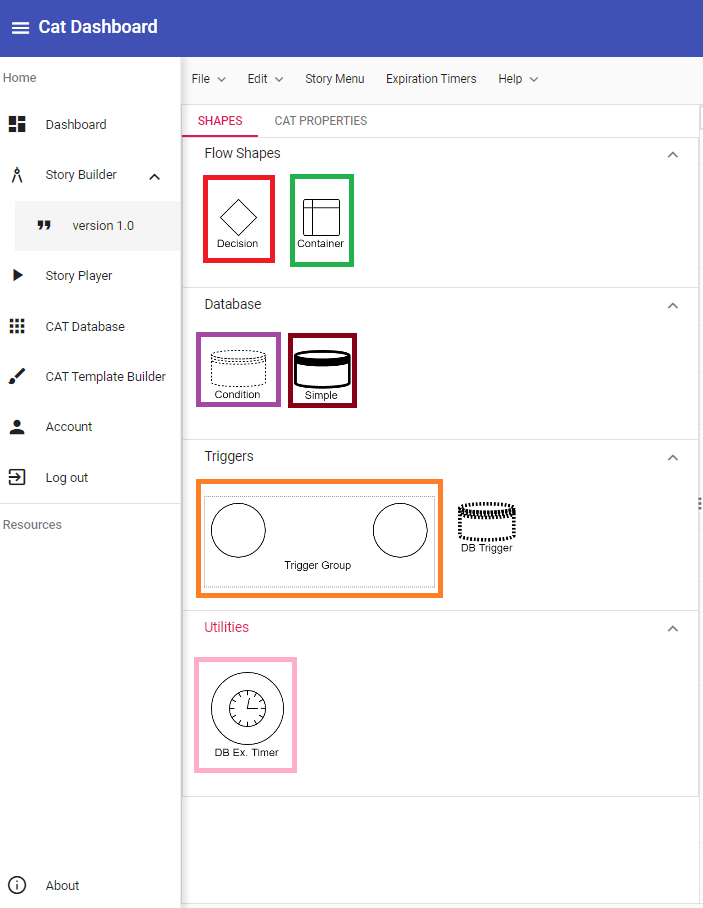 Cat Dashboard
Home
Dashboard
Story Builder
version 1.0
Story Player
CAT Database
CAT Template Builder
Account
Log out
Resources
About
File Edit Story Menu Expiration Timers Help
SHAPES CAT PROPERTIES
Flow Shapes
Decision Container
Database
Condition Simple
Triggers
Trigger Group DB Trigger
Utilities
DB Ex. Timer